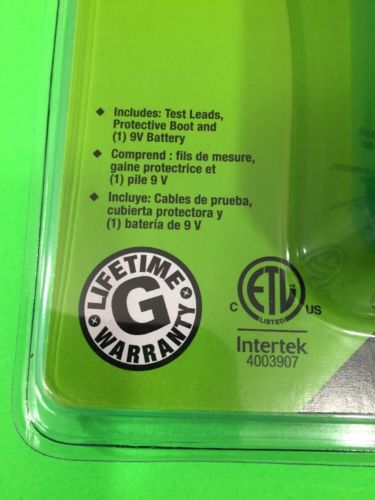 ◆ Includes: Test Leads,
Protective Boot and
(1) 9V Battery
◆ Comprend : fils de mesure,
gaine protectrice et
(1) pile 9 V
◆ Incluye: Cables de prueba,
cubierta protectora y
(1) batería de 9 V
LIFETIME
G
WARRANTY
C ETL US
LISTED
Intertek
4003907